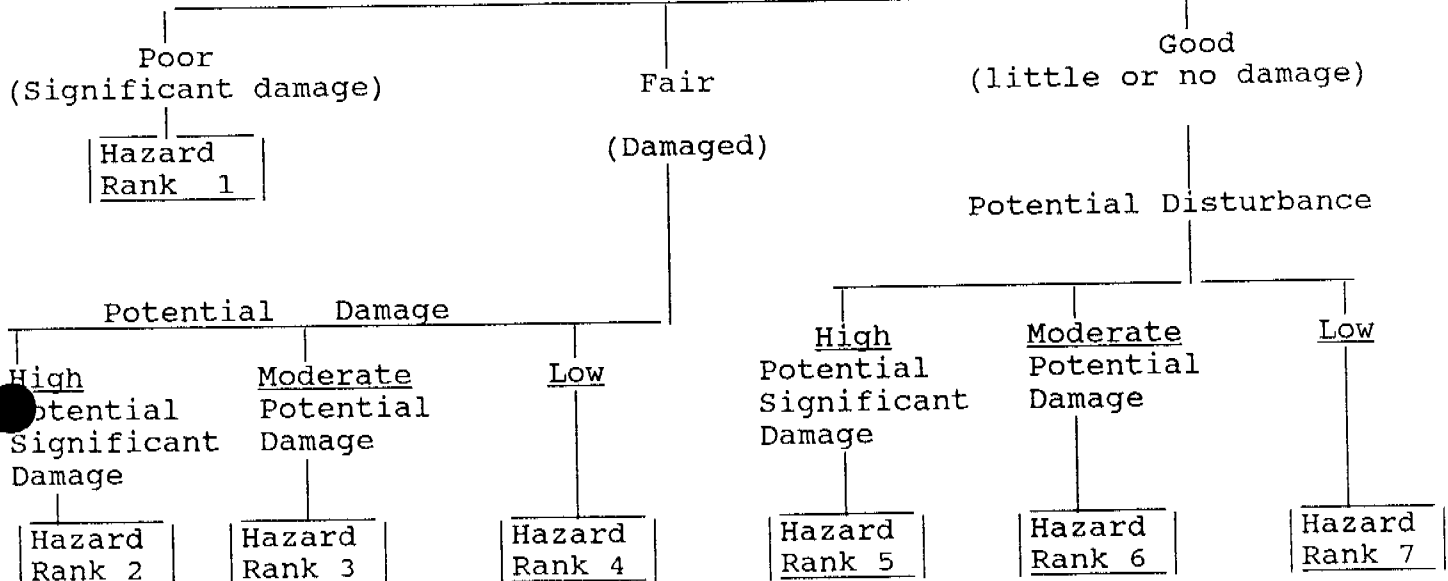 Poor
(Significant damage)
Hazard
Rank 1
Fair
(Damaged)
Good
(little or no damage)
Potential Disturbance
Potential Damage
High
Potential
Significant
Damage
Hazard
Rank 2
Moderate
Potential
Damage
Hazard
Rank 3
Low
Hazard
Rank 4
High
Potential
Significant
Damage
Hazard
Rank 5
Moderate
Potential
Damage
Hazard
Rank 6
Low
Hazard
Rank 7